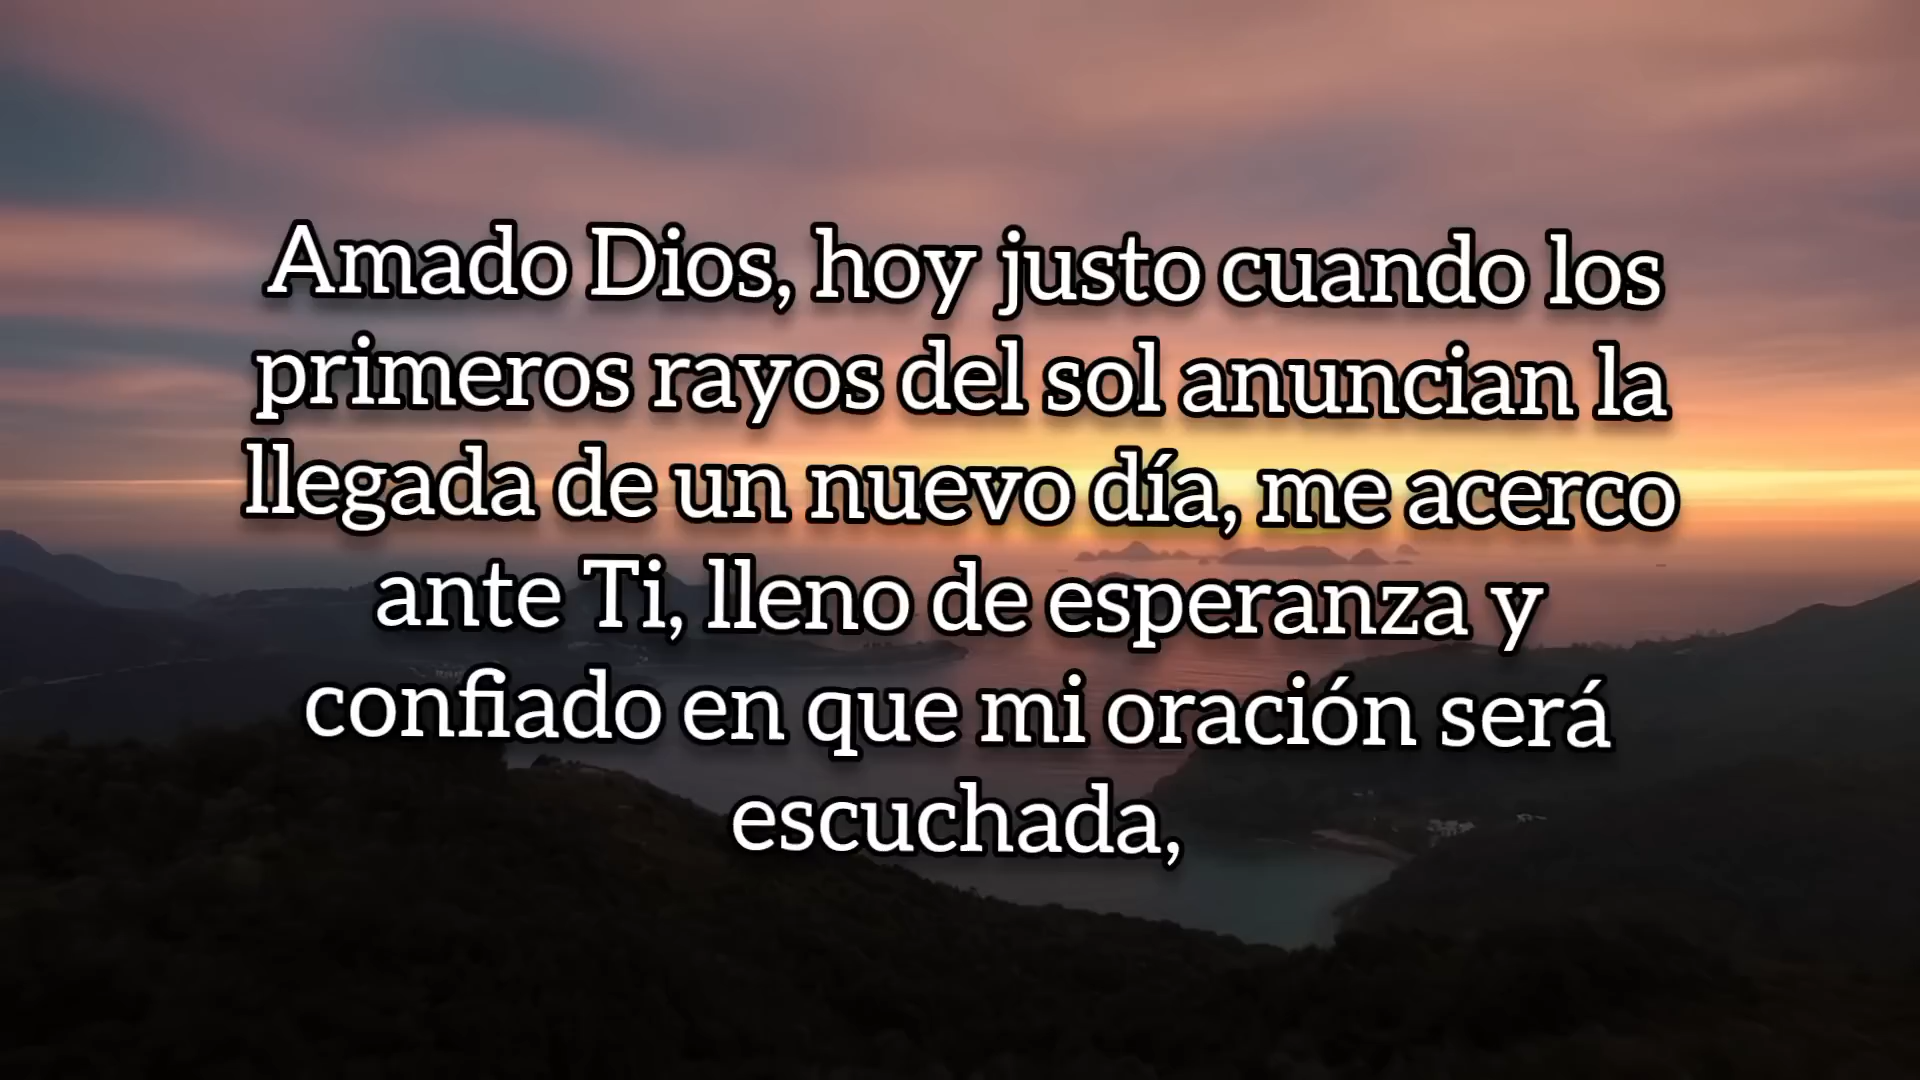 Amado Dios, hoy justo cuando los
primeros rayos del sol anuncian la
llegada de un nuevo día, me acerco
ante Ti, lleno de esperanza y
confiado en que mi oración será
escuchada,